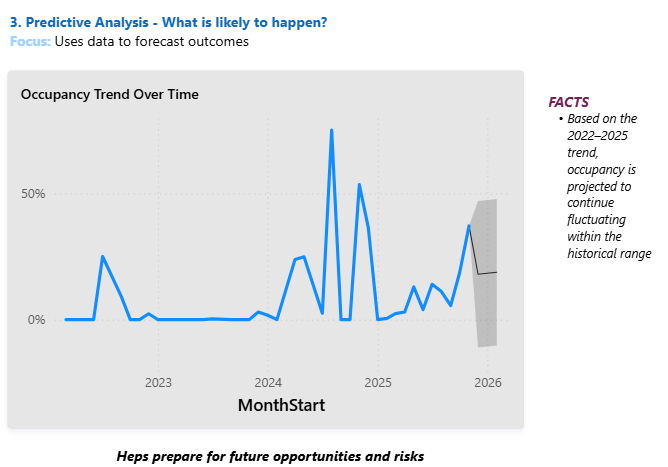 3. Predictive Analysis - What is likely to happen?
Focus: Uses data to forecast outcomes
Occupancy Trend Over Time
50%
0%
2023
2024
2025
2026
MonthStart
FACTS
• Based on the
2022–2025
trend,
occupancy is
projected to
continue
fluctuating
within the
historical range
Heps prepare for future opportunities and risks